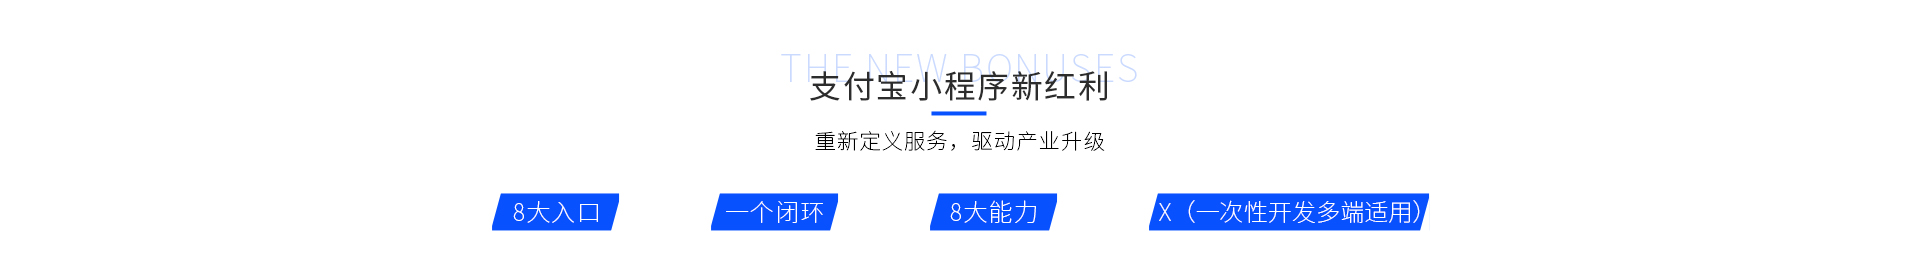 THE NEW BONUSES
支付宝小程序新红利
重新定义服务，驱动产业升级
8大入口
一个闭环
8大能力
X（一次性开发多端适用）